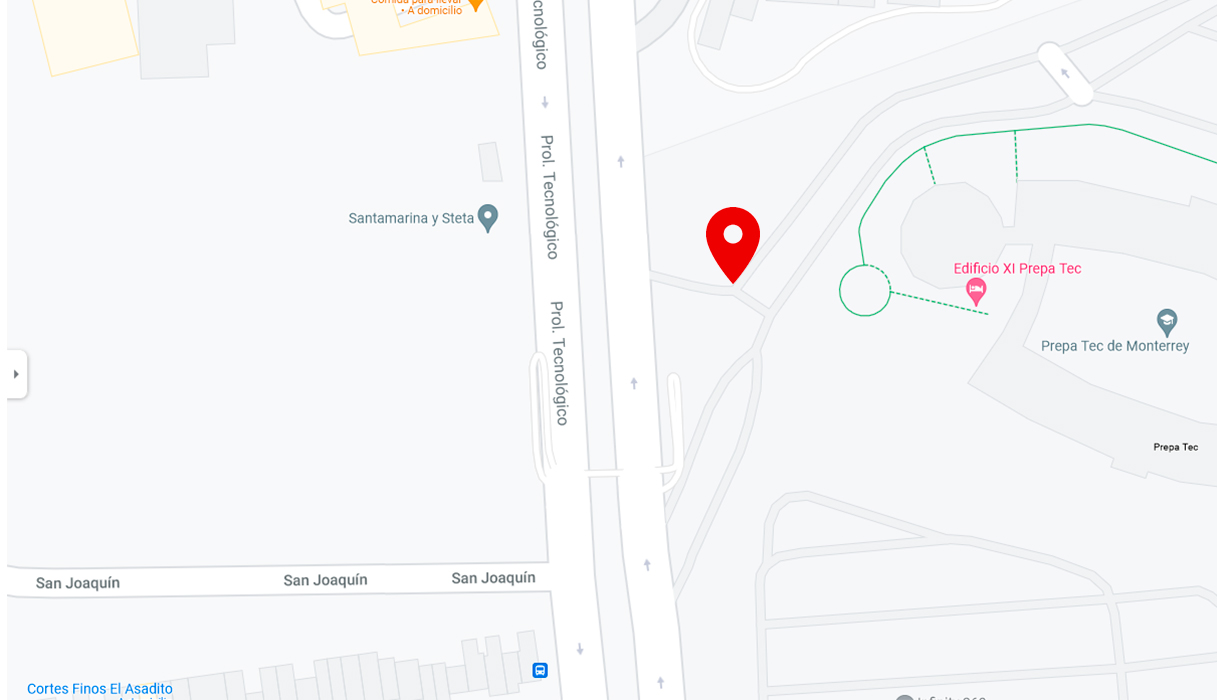 Comida para llevar
• A domicilio
Tecnológico
Prol. Tecnológico
Santamarina y Steta
Edificio XI Prepa Tec
Prol. Tecnológico
Prepa Tec de Monterrey
Prepa Tec
San Joaquín
San Joaquín
San Joaquín
Cortes Finos El Asadito